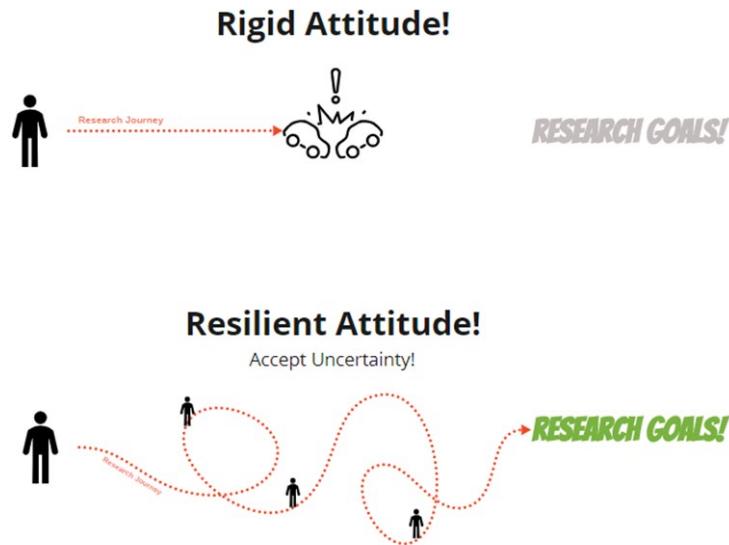 Rigid Attitude!
Research Journey
RESEARCH GOALS!
Resilient Attitude!
Accept Uncertainty!
Research Journey
RESEARCH GOALS!